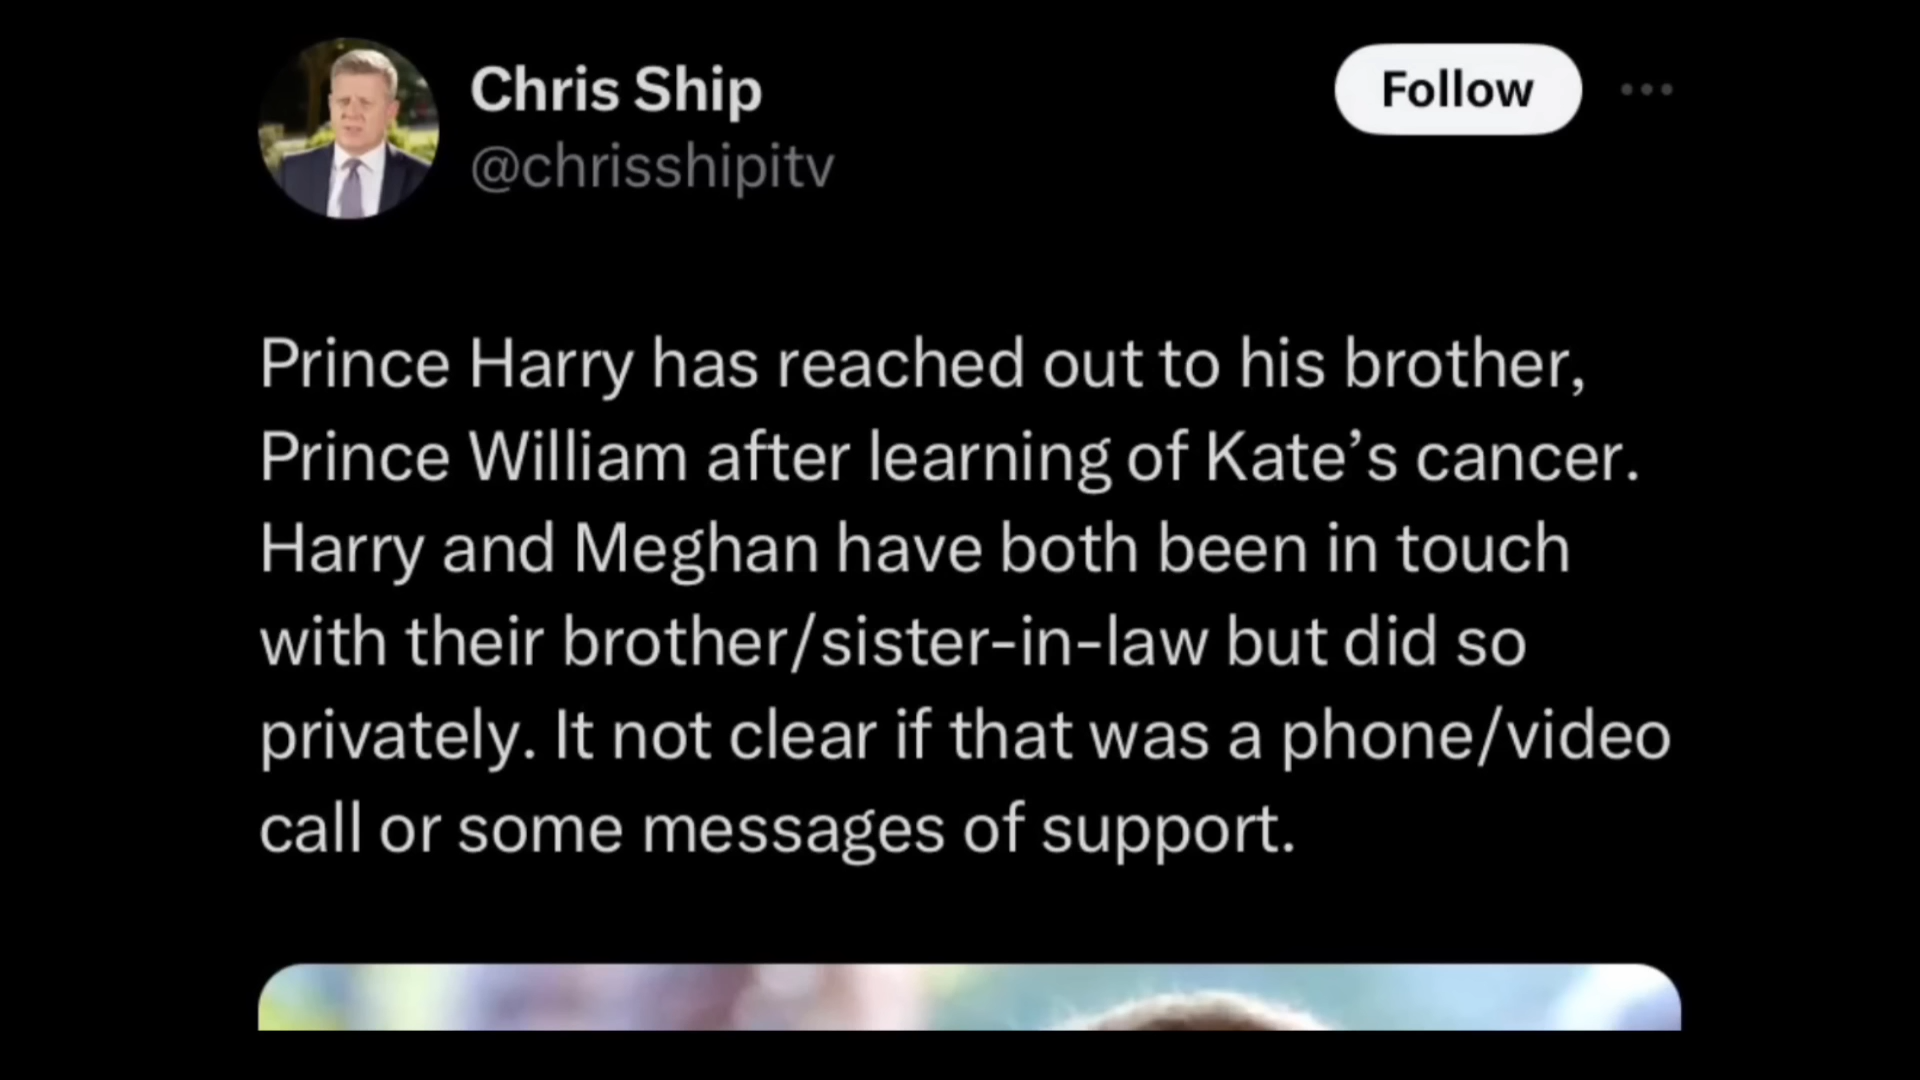 Chris Ship
Follow
@chrisshipitv
Prince Harry has reached out to his brother,
Prince William after learning of Kate’s cancer.
Harry and Meghan have both been in touch
with their brother/sister-in-law but did so
privately. It not clear if that was a phone/video
call or some messages of support.